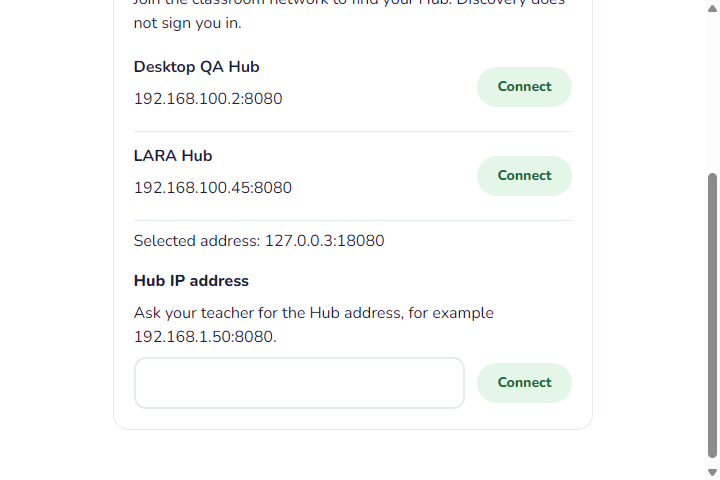 Join the classroom network to find your Hub. Discovery does
not sign you in.
Desktop QA Hub
192.168.100.2:8080
Connect
LARA Hub
192.168.100.45:8080
Connect
Selected address: 127.0.0.3:18080
Hub IP address
Ask your teacher for the Hub address, for example
192.168.1.50:8080.
Connect